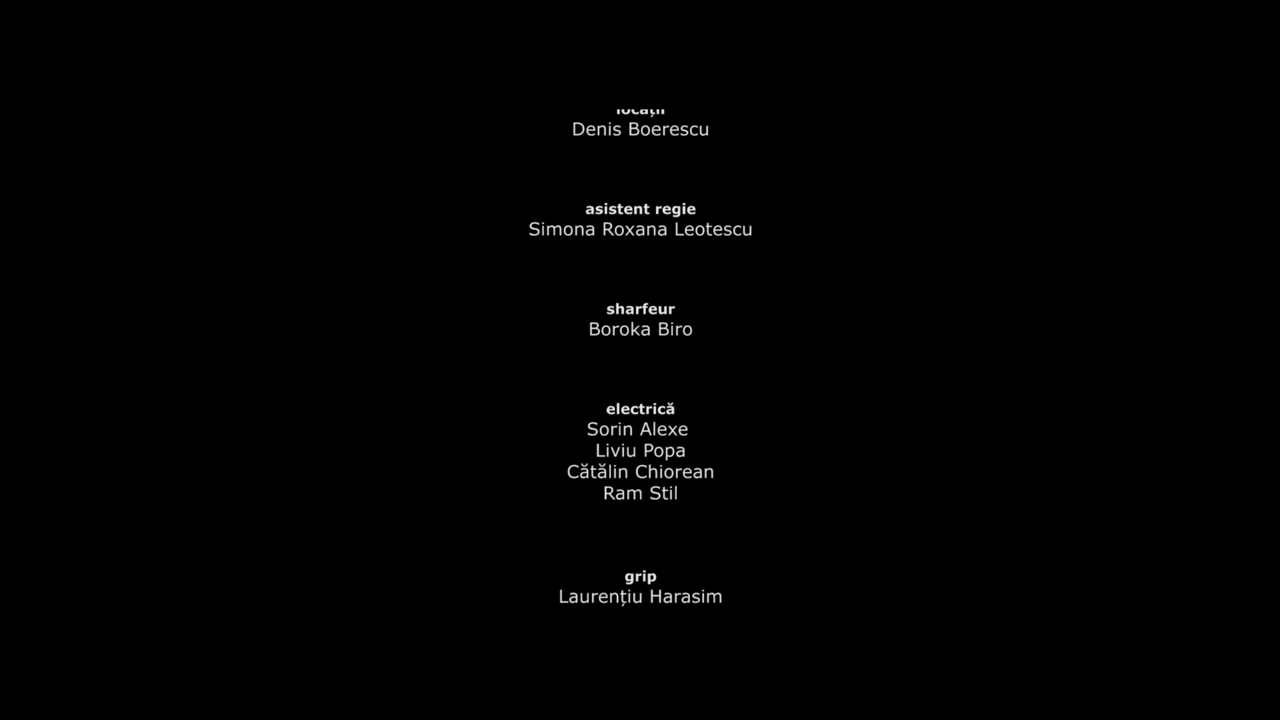 locații
Denis Boerescu
asistent regie
Simona Roxana Leotescu
sharfeur
Boroka Biro
electrică
Sorin Alexe
Liviu Popa
Cătălin Chiorean
Ram Stil
grip
Laurențiu Harasim